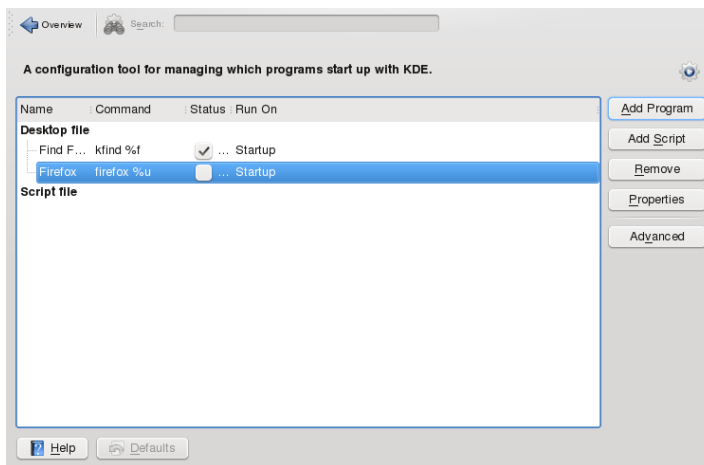 Overview Search:
A configuration tool for managing which programs start up with KDE.
Name Command Status Run On
Desktop file
Find F... kfind %f ... Startup
Firefox firefox %u ... Startup
Script file
Add Program
Add Script
Remove
Properties
Advanced
Help Defaults